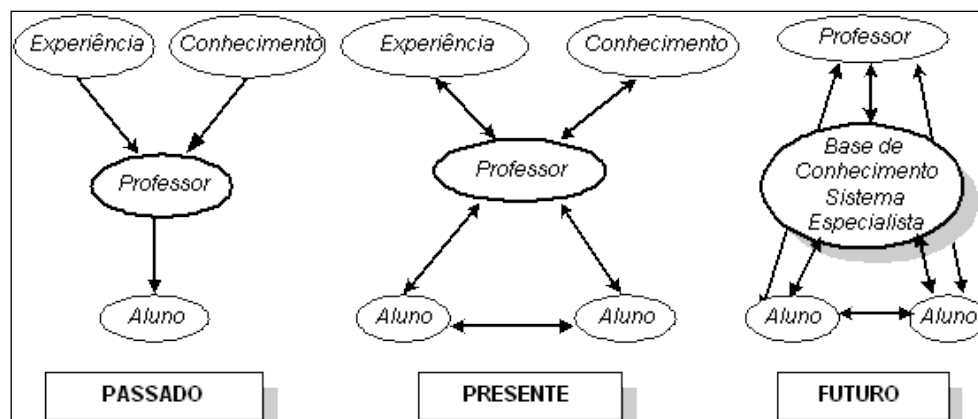 Experiência
Conhecimento
Professor
Aluno
PASSADO
Experiência
Conhecimento
Professor
Aluno
Aluno
PRESENTE
Professor
Base de
Conhecimento
Sistema
Especialista
Aluno
Aluno
FUTURO